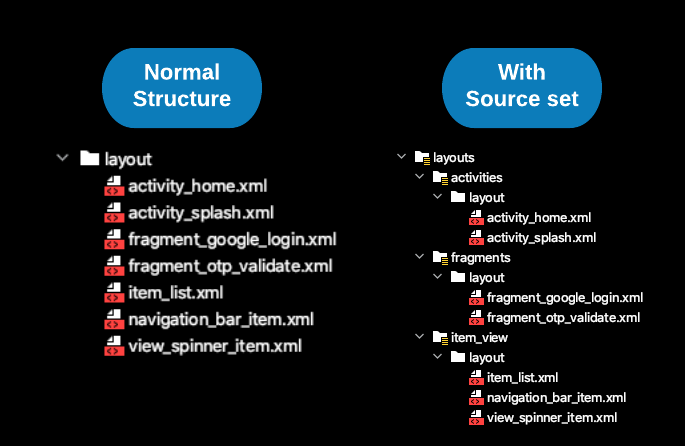 Normal
Structure
layout
activity_home.xml
activity_splash.xml
fragment_google_login.xml
fragment_otp_validate.xml
item_list.xml
navigation_bar_item.xml
view_spinner_item.xml
With
Source set
layouts
activities
layout
activity_home.xml
activity_splash.xml
fragments
layout
fragment_google_login.xml
fragment_otp_validate.xml
item_view
layout
item_list.xml
navigation_bar_item.xml
view_spinner_item.xml